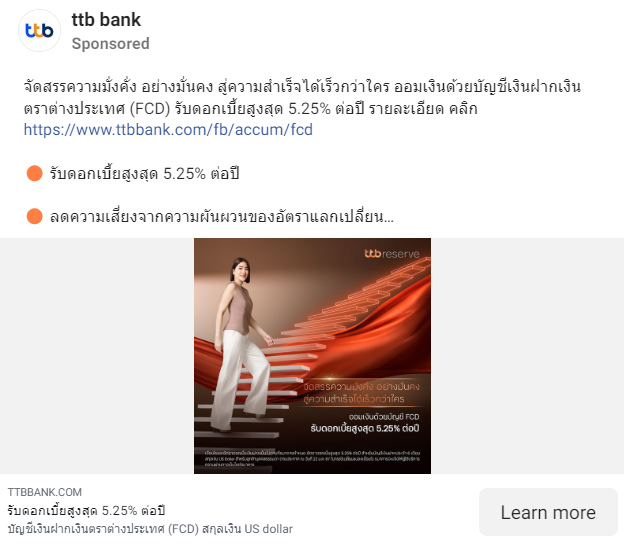 ttb
ttb bank
Sponsored
จัดสรรความมั่งคั่ง อย่างมั่นคง สู่ความสำเร็จได้เร็วกว่าใคร ออมเงินด้วยบัญชีเงินฝากเงิน
ตราต่างประเทศ (FCD) รับดอกเบี้ยสูงสุด 5.25% ต่อปี รายละเอียด คลิก
https://www.ttbbank.com/fb/accum/fcd
รับดอกเบี้ยสูงสุด 5.25% ต่อปี
ลดความเสี่ยงจากความผันผวนของอัตราแลกเปลี่ยน...
ttb reserve
จัดสรรความมั่งคั่ง อย่างมั่นคง
สู่ความสำเร็จได้เร็วกว่าใคร
ออมเงินด้วยบัญชี FCD
รับดอกเบี้ยสูงสุด 5.25% ต่อปี
TTBBANK.COM
รับดอกเบี้ยสูงสุด 5.25% ต่อปี
บัญชีเงินฝากเงินตราต่างประเทศ (FCD) สกุลเงิน US dollar
Learn more